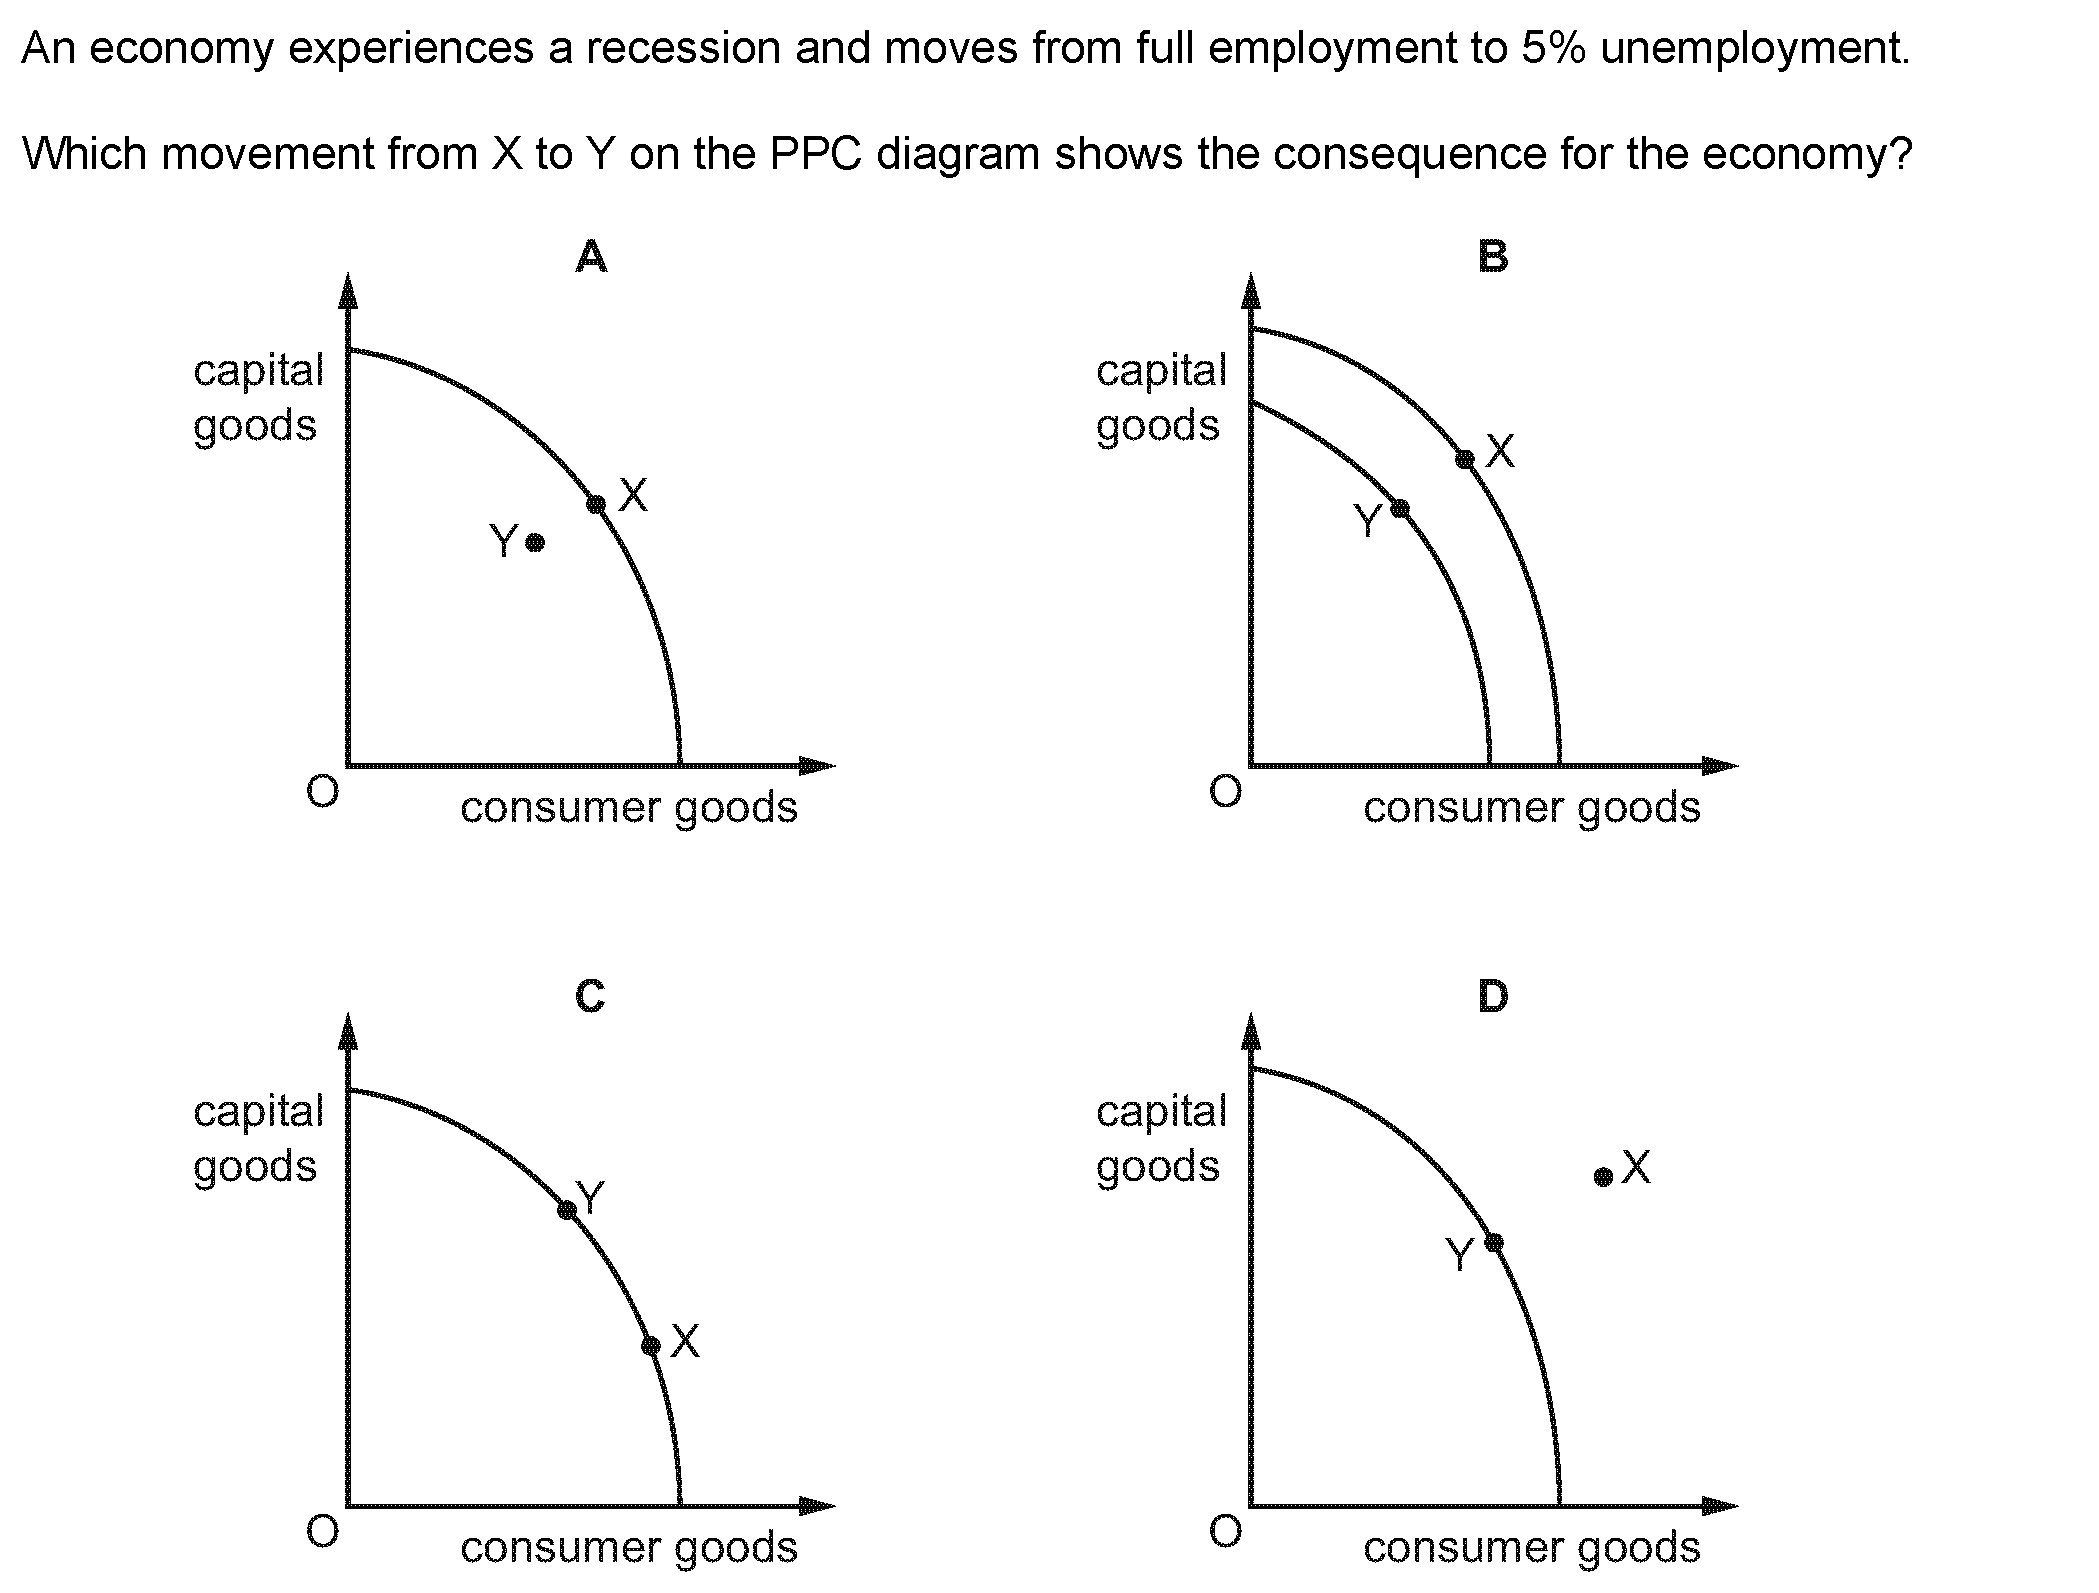 An economy experiences a recession and moves from full employment to 5% unemployment.
Which movement from X to Y on the PPC diagram shows the consequence for the economy?
A
capital
goods
X
Y
O
consumer goods
B
capital
goods
X
Y
O
consumer goods
C
capital
goods
Y
X
O
consumer goods
D
capital
goods
X
Y
O
consumer goods